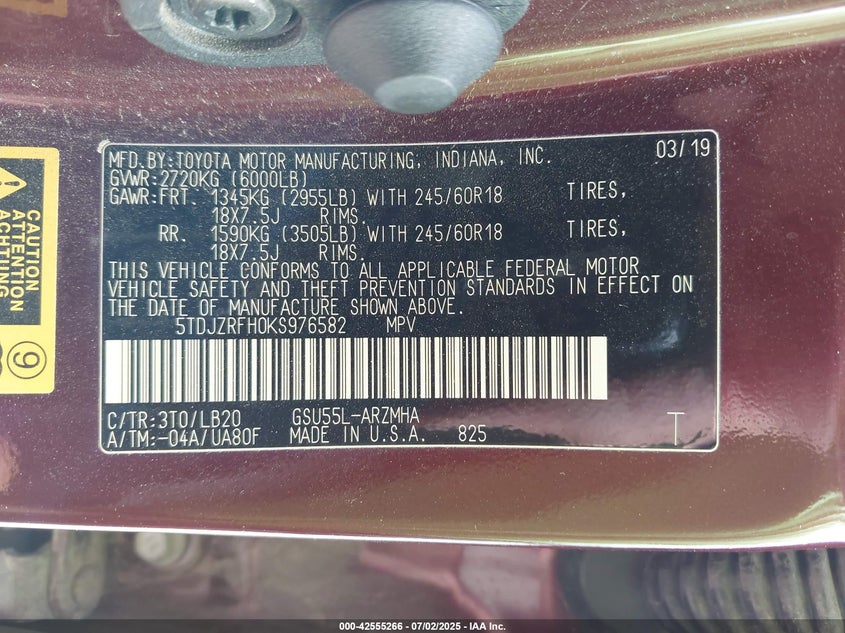 MFD.BY:TOYOTA MOTOR MANUFACTURING, INDIANA, INC. 03/19
GVWR:2720KG (6000LB)
GAWR:FRT. 1345KG (2955LB) WITH 245/60R18 TIRES,
18X7.5J RIMS.
RR. 1590KG (3505LB) WITH 245/60R18 TIRES,
18X7.5J RIMS.
THIS VEHICLE CONFORMS TO ALL APPLICABLE FEDERAL MOTOR
VEHICLE SAFETY AND THEFT PREVENTION STANDARDS IN EFFECT ON
THE DATE OF MANUFACTURE SHOWN ABOVE.
5TDJZRFH0KS976582 MPV
C/TR:3T0/LB20 GSU55L-ARZMHA
A/TM:-04A/UA80F MADE IN U.S.A. 825 T
CAU
ATTENTION
ACHTUNG
9
000-42555266 - 07/02/2025 - IAA Inc.